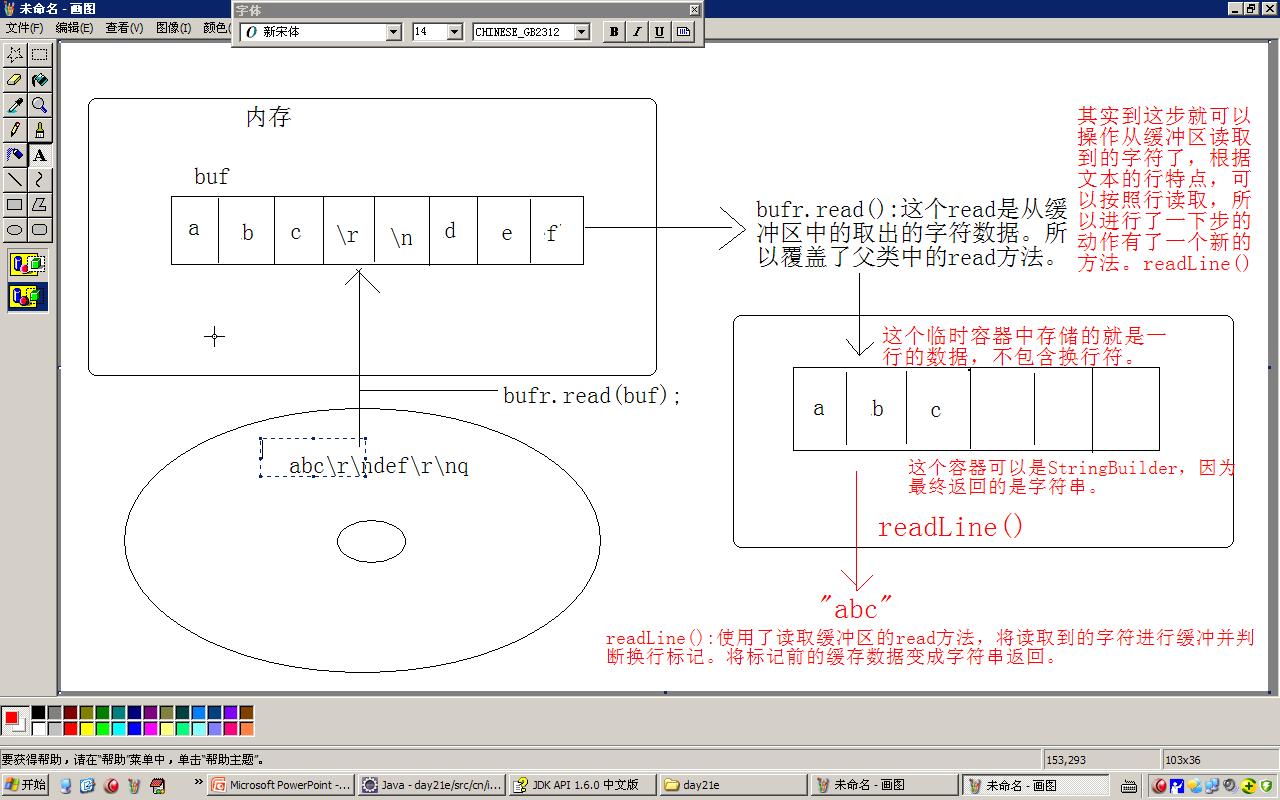 未命名 - 画图
字体
文件(F) 编辑(E) 查看(V) 图像(I) 颜色(
新宋体 14 CHINESE_GB2312 B I U
A
内存
buf
a b c \r \n d e f
bufr.read():这个read是从缓
冲区中的取出的字符数据。所
以覆盖了父类中的read方法。
其实到这步就可以
操作从缓冲区读取
到的字符了，根据
文本的行特点，可
以按照行读取，所
以进行了一下步的
动作有了一个新的
方法。readLine()
这个临时容器中存储的就是一
行的数据，不包含换行符。
bufr.read(buf);
a b c
abc\r\ndef\r\nq
这个容器可以是StringBuilder，因为
最终返回的是字符串。
readLine()
"abc"
readLine():使用了读取缓冲区的read方法，将读取到的字符进行缓冲并判
断换行标记。将标记前的缓存数据变成字符串返回。
要获得帮助，请在“帮助”菜单中，单击“帮助主题”。 153,293 103x36
开始 » Microsoft PowerPoint -... Java - day21e/src/cn/i... JDK API 1.6.0 中文版 day21e 未命名 - 画图 未命名 - 画图